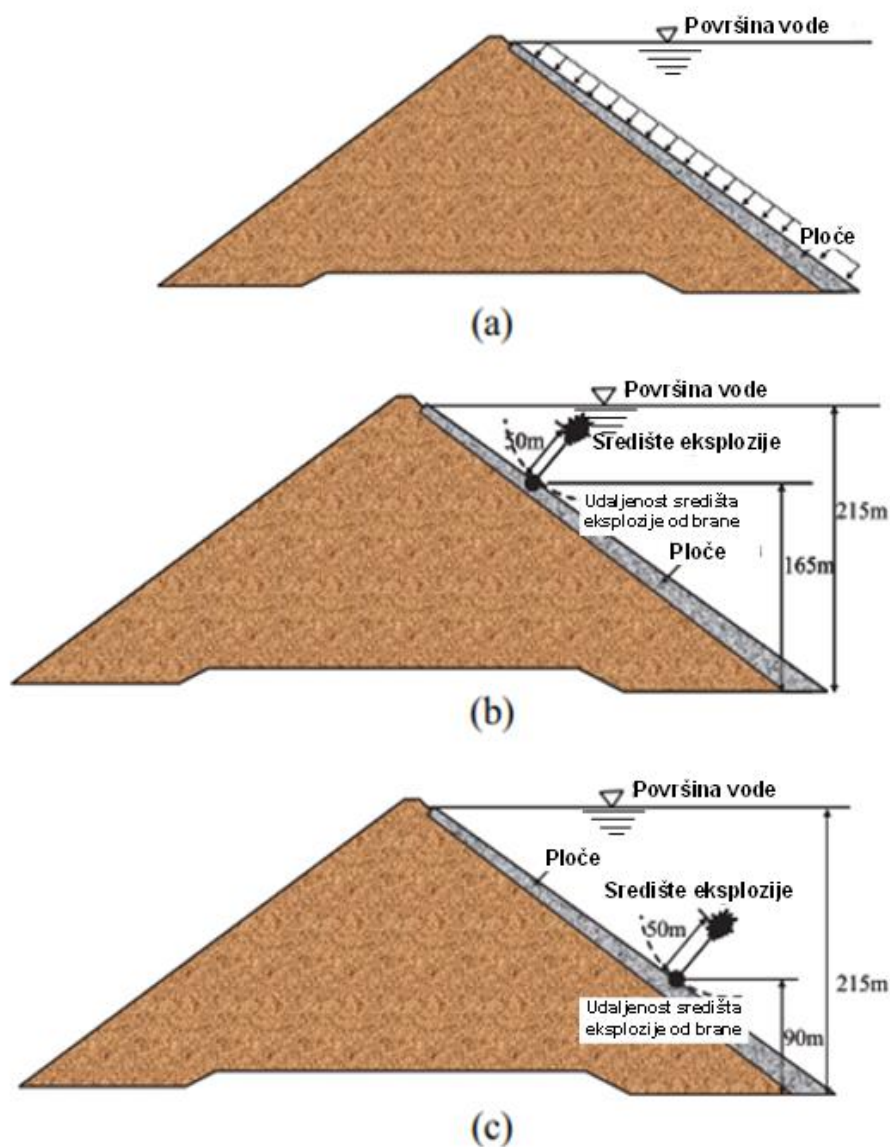 Površina vode
Ploče
(a)
Površina vode
50m
Središte eksplozije
Udaljenost središta
eksplozije od brane
215m
Ploče
165m
(b)
Površina vode
Ploče
Središte eksplozije
50m
215m
Udaljenost središta
eksplozije od brane
90m
(c)